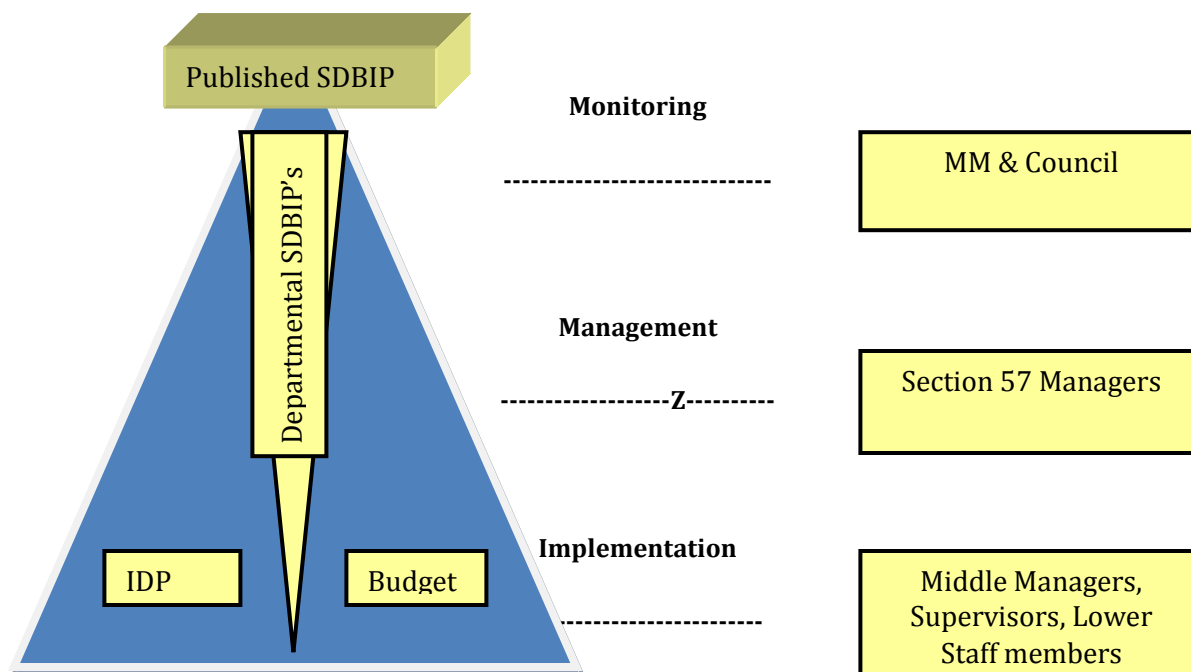 Published SDBIP
Monitoring
------------------------------
MM & Council
Departmental SDBIP’s
Management
-------------------Z----------
Section 57 Managers
Implementation
IDP
Budget
-----------------------
Middle Managers,
Supervisors, Lower
Staff members